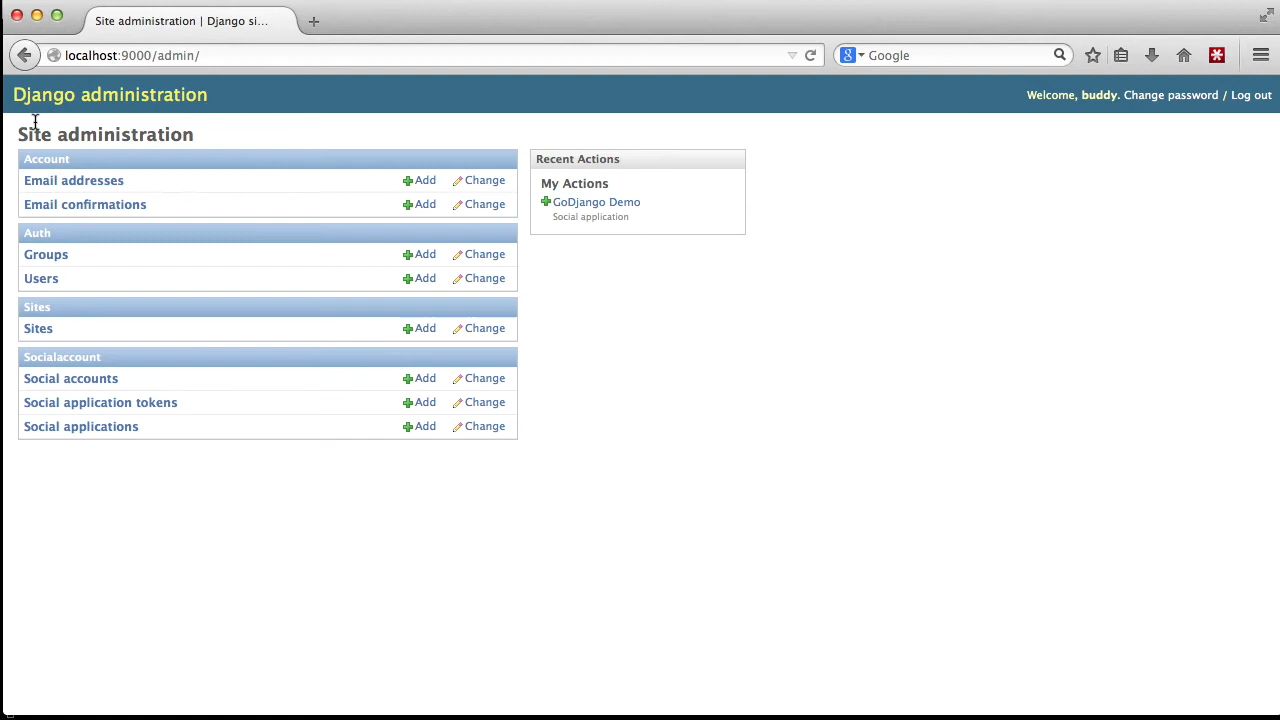 Site administration | Django si...
localhost:9000/admin/
Google
Django administration
Welcome, buddy. Change password / Log out
Site administration
Account
Email addresses Add Change
Email confirmations Add Change
Auth
Groups Add Change
Users Add Change
Sites
Sites Add Change
Socialaccount
Social accounts Add Change
Social application tokens Add Change
Social applications Add Change
Recent Actions
My Actions
GoDjango Demo
Social application